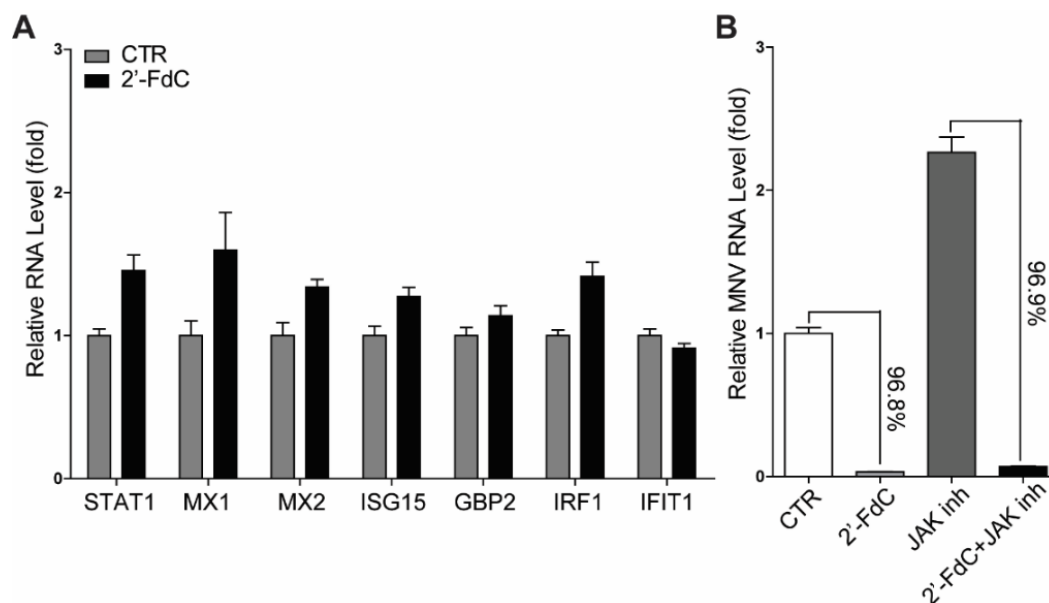 A
CTR
2'-FdC
Relative RNA Level (fold)
3
2
1
0
STAT1 MX1 MX2 ISG15 GBP2 IRF1 IFIT1
B
Relative MNV RNA Level (fold)
3
2
1
0
96.8%
96.9%
CTR
2'-FdC
JAK inh
2'-FdC+JAK inh